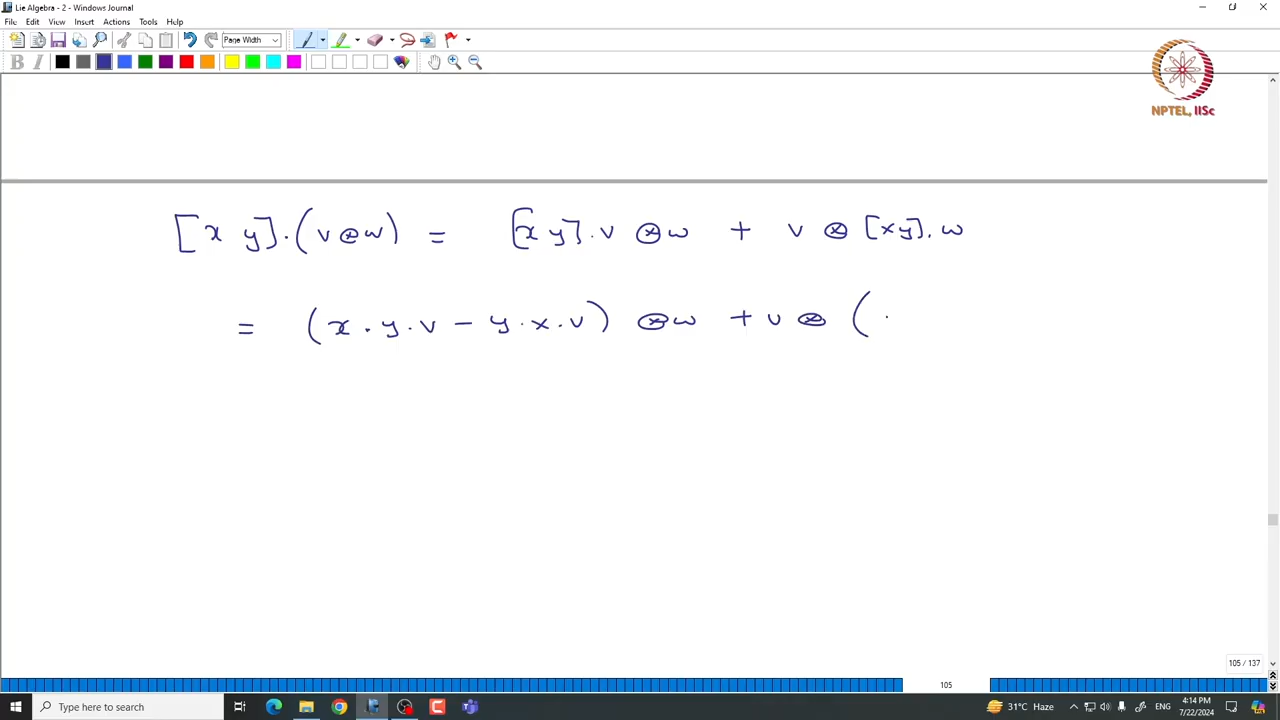 Lie Algebra - 2 - Windows Journal
File Edit View Insert Actions Tools Help
Page Width
B I
NPTEL, IISc
[x y].(v⊗w) = [x y].v ⊗w + v ⊗ [xy].w
= (x.y.v - y.x.v) ⊗w + v ⊗ (
105 / 137
105
Type here to search
31°C Haze
ENG
4:14 PM
7/22/2024